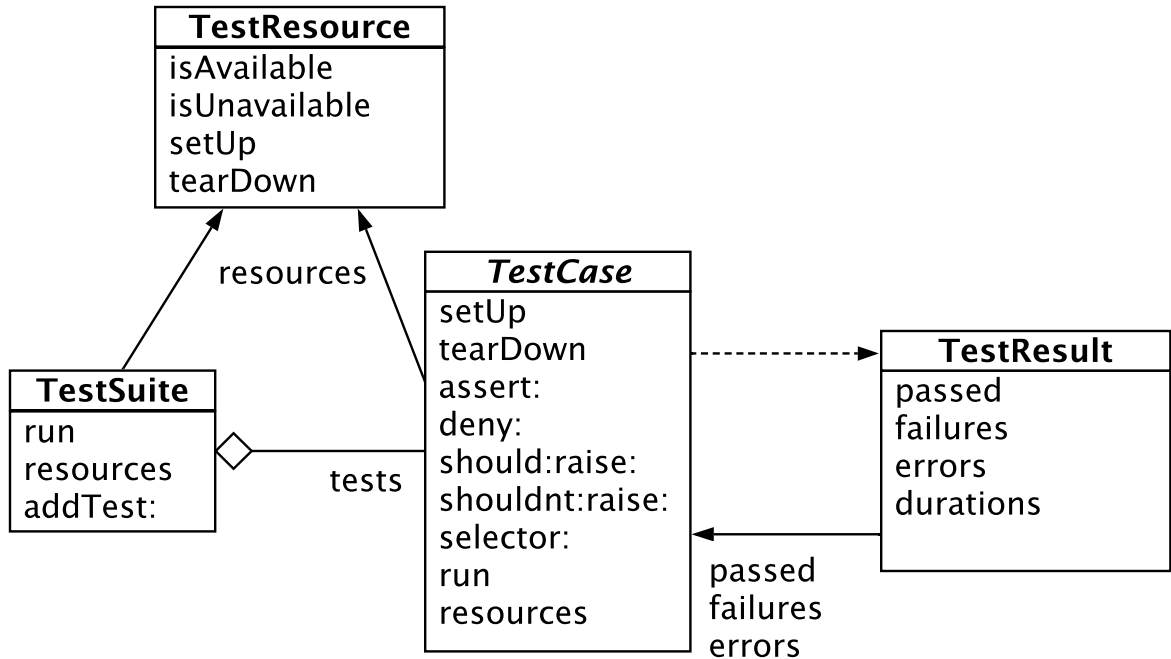 TestResource
isAvailable
isUnavailable
setUp
tearDown
resources
TestCase
setUp
tearDown
assert:
deny:
should:raise:
shouldnt:raise:
selector:
run
resources
TestSuite
run
resources
addTest:
tests
TestResult
passed
failures
errors
durations
passed
failures
errors